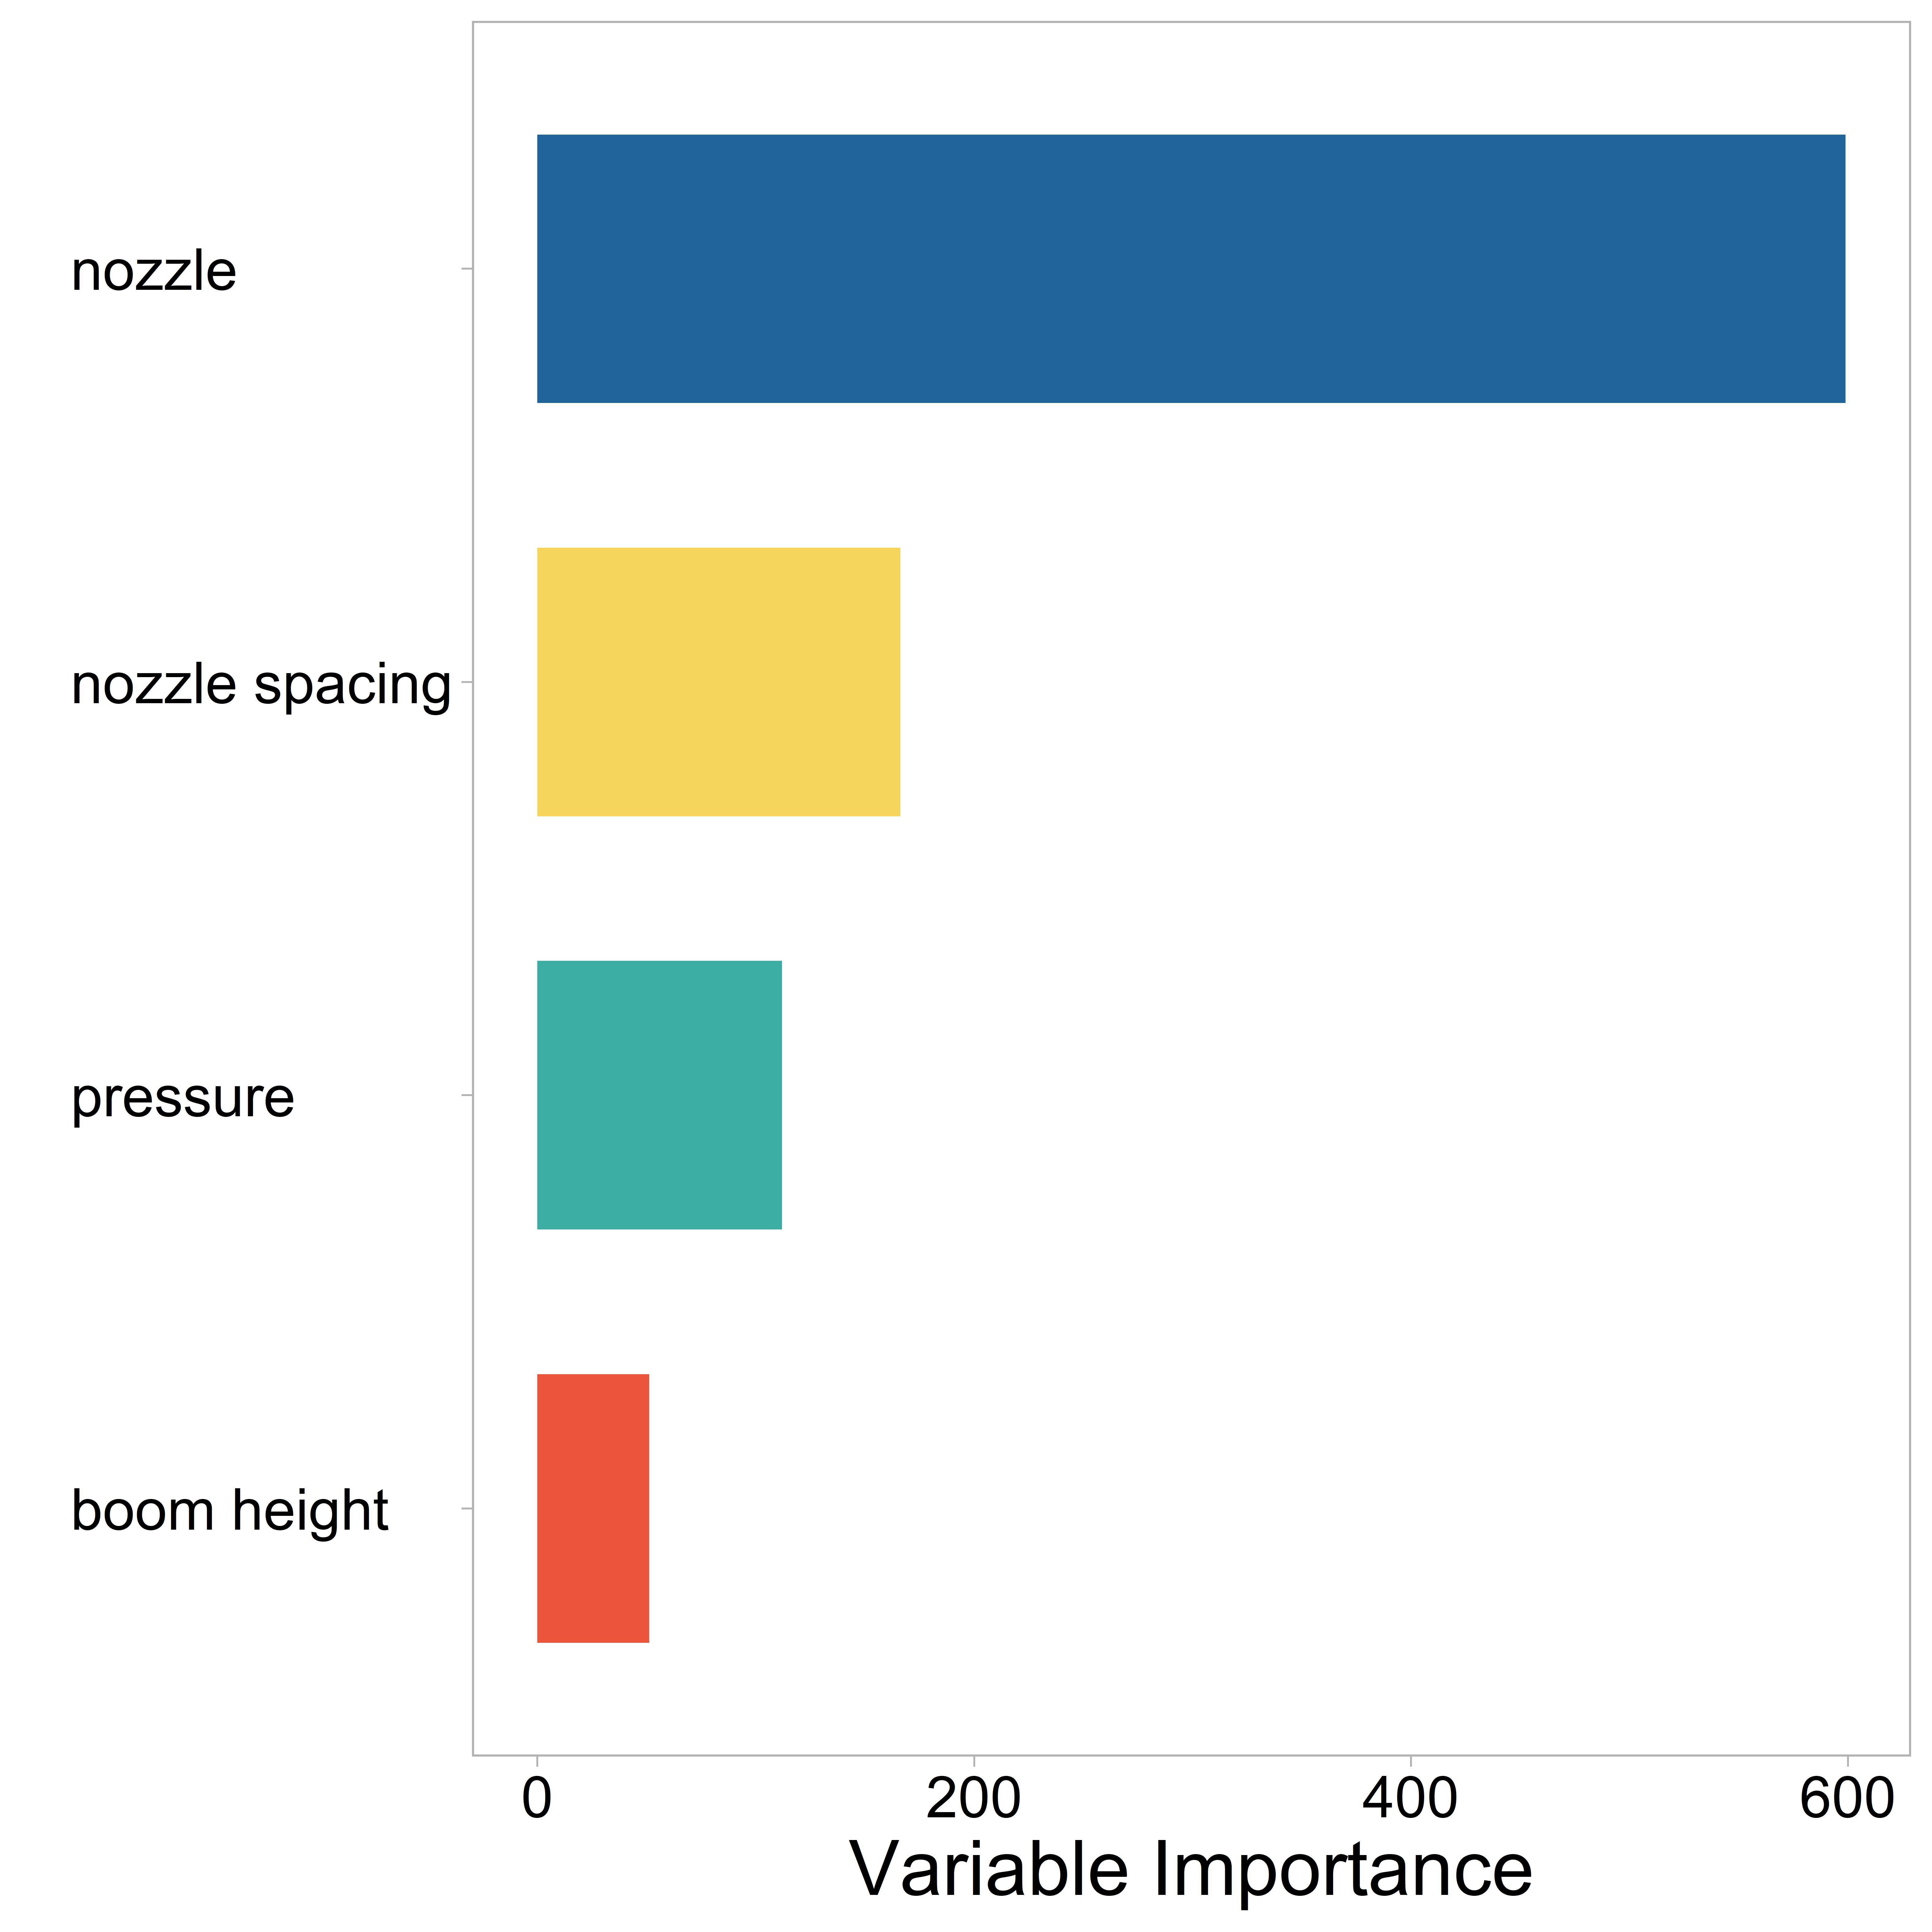 nozzle
nozzle spacing
pressure
boom height
0 200 400 600
Variable Importance